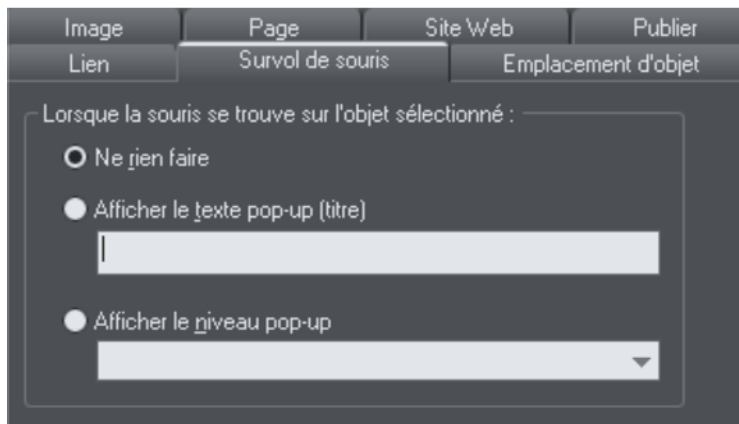 Image Page Site Web Publier
Lien Survol de souris Emplacement d'objet
Lorsque la souris se trouve sur l'objet sélectionné :
Ne rien faire
Afficher le texte pop-up (titre)
Afficher le niveau pop-up